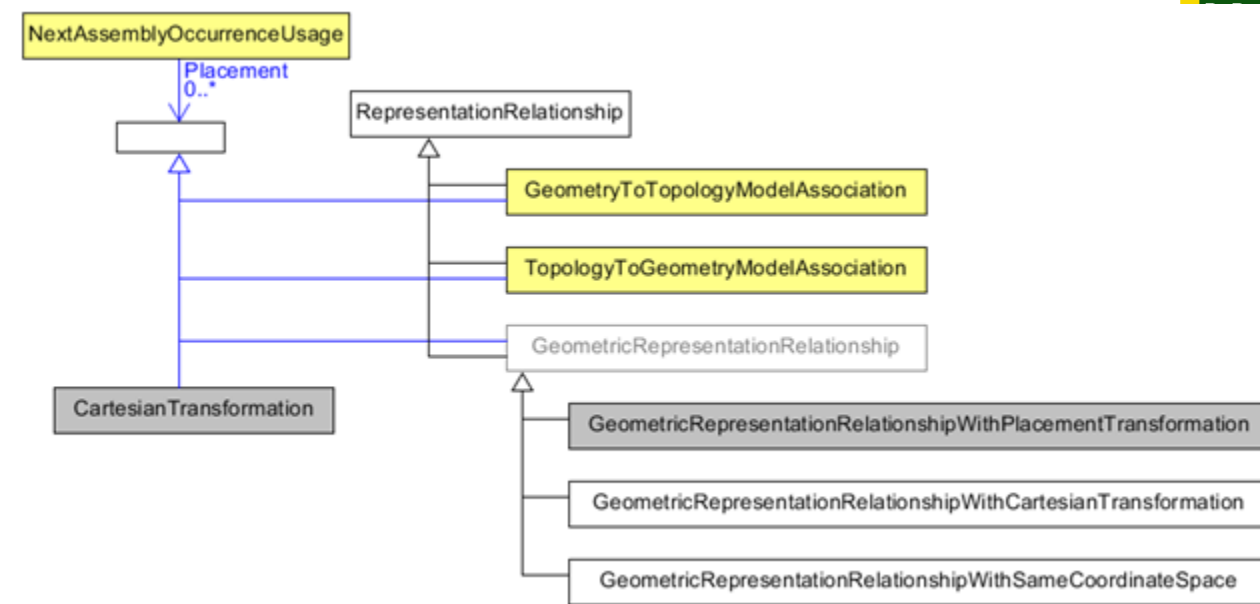 NextAssemblyOccurrenceUsage
Placement
0..*
RepresentationRelationship
GeometryToTopologyModelAssociation
TopologyToGeometryModelAssociation
GeometricRepresentationRelationship
CartesianTransformation
GeometricRepresentationRelationshipWithPlacementTransformation
GeometricRepresentationRelationshipWithCartesianTransformation
GeometricRepresentationRelationshipWithSameCoordinateSpace